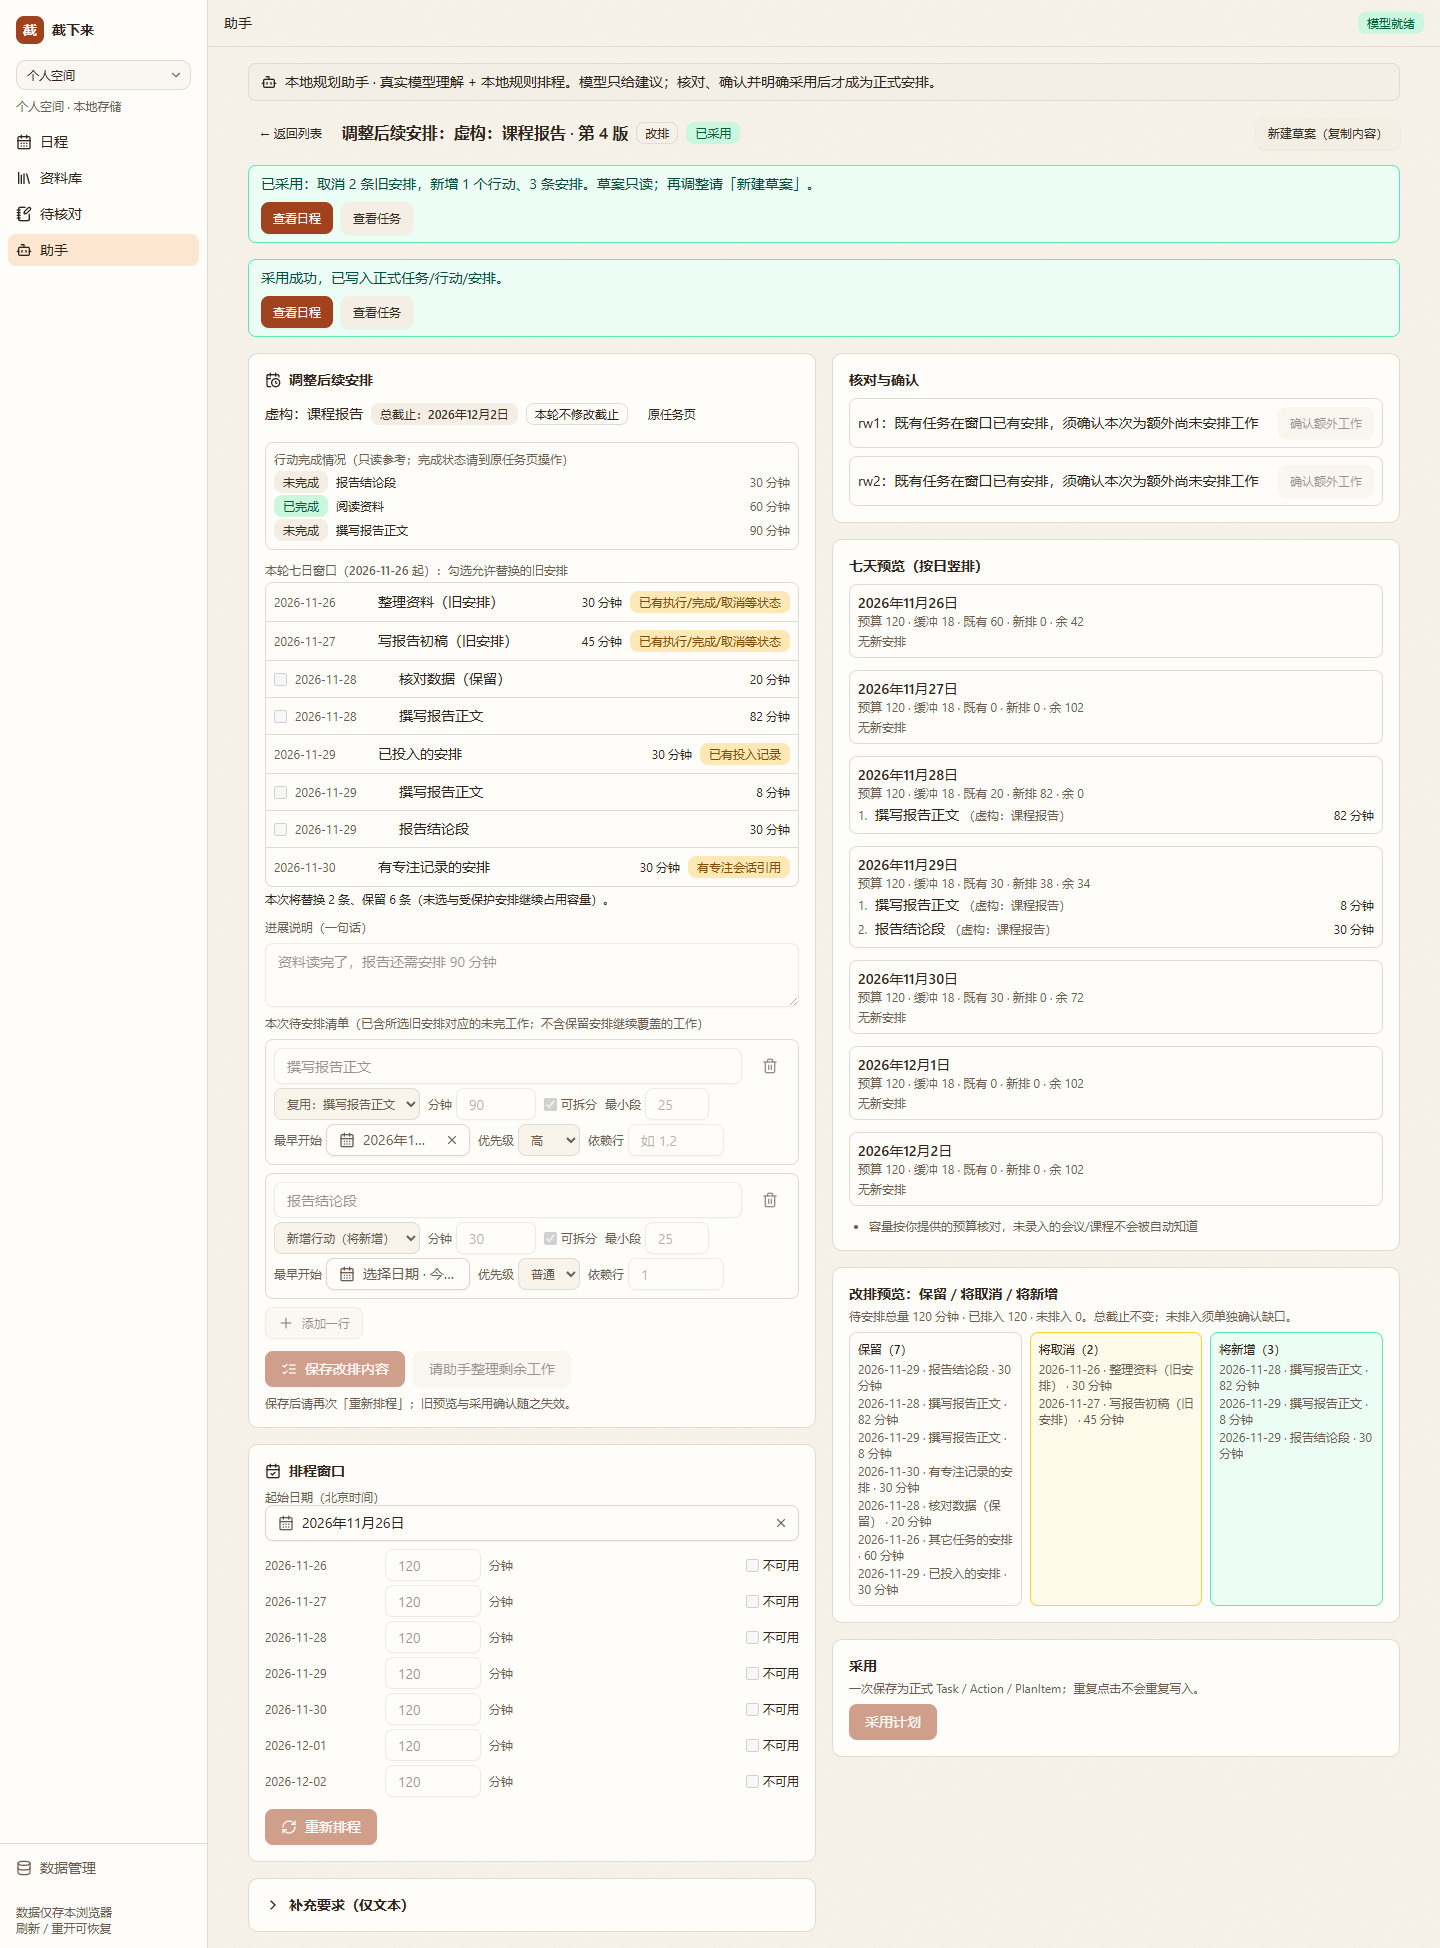 截 截下来
个人空间
个人空间 · 本地存储
日程
资料库
待核对
助手
数据管理
数据仅存本浏览器
刷新 / 重开可恢复
助手
模型就绪
本地规划助手 · 真实模型理解 + 本地规则排程。模型只给建议；核对、确认并明确采用后才成为正式安排。
← 返回列表 调整后续安排：虚构：课程报告 · 第 4 版 改排 已采用 新建草案（复制内容）
已采用：取消 2 条旧安排，新增 1 个行动、3 条安排。草案只读；再调整请「新建草案」。
查看日程 查看任务
采用成功，已写入正式任务/行动/安排。
查看日程 查看任务
调整后续安排
虚构：课程报告 总截止：2026年12月2日 本轮不修改截止 原任务页
行动完成情况（只读参考；完成状态请到原任务页操作）
未完成 报告结论段 30 分钟
已完成 阅读资料 60 分钟
未完成 撰写报告正文 90 分钟
本轮七日窗口（2026-11-26 起）：勾选允许替换的旧安排
2026-11-26 整理资料（旧安排） 30 分钟 已有执行/完成/取消等状态
2026-11-27 写报告初稿（旧安排） 45 分钟 已有执行/完成/取消等状态
2026-11-28 核对数据（保留） 20 分钟
2026-11-28 撰写报告正文 82 分钟
2026-11-29 已投入的安排 30 分钟 已有投入记录
2026-11-29 撰写报告正文 8 分钟
2026-11-29 报告结论段 30 分钟
2026-11-30 有专注记录的安排 30 分钟 有专注会话引用
本次将替换 2 条、保留 6 条（未选与受保护安排继续占用容量）。
进展说明（一句话）
资料读完了，报告还需安排 90 分钟
本次待安排清单（已含所选旧安排对应的未完工作；不含保留安排继续覆盖的工作）
撰写报告正文
复用：撰写报告正文 分钟 90 可拆分 最小段 25
最早开始 2026年1... 优先级 高 依赖行 如 1,2
报告结论段
新增行动（将新增） 分钟 30 可拆分 最小段 25
最早开始 选择日期 · 今... 优先级 普通 依赖行 1
添加一行
保存改排内容 请助手整理剩余工作
保存后请再次「重新排程」；旧预览与采用确认随之失效。
排程窗口
起始日期（北京时间）
2026年11月26日
2026-11-26 120 分钟 不可用
2026-11-27 120 分钟 不可用
2026-11-28 120 分钟 不可用
2026-11-29 120 分钟 不可用
2026-11-30 120 分钟 不可用
2026-12-01 120 分钟 不可用
2026-12-02 120 分钟 不可用
重新排程
补充要求（仅文本）
核对与确认
rw1：既有任务在窗口已有安排，须确认本次为额外尚未安排工作 确认额外工作
rw2：既有任务在窗口已有安排，须确认本次为额外尚未安排工作 确认额外工作
七天预览（按日竖排）
2026年11月26日
预算 120 · 缓冲 18 · 既有 60 · 新排 0 · 余 42
无新安排
2026年11月27日
预算 120 · 缓冲 18 · 既有 0 · 新排 0 · 余 102
无新安排
2026年11月28日
预算 120 · 缓冲 18 · 既有 20 · 新排 82 · 余 0
1. 撰写报告正文 （虚构：课程报告） 82 分钟
2026年11月29日
预算 120 · 缓冲 18 · 既有 30 · 新排 38 · 余 34
1. 撰写报告正文 （虚构：课程报告） 8 分钟
2. 报告结论段 （虚构：课程报告） 30 分钟
2026年11月30日
预算 120 · 缓冲 18 · 既有 30 · 新排 0 · 余 72
无新安排
2026年12月1日
预算 120 · 缓冲 18 · 既有 0 · 新排 0 · 余 102
无新安排
2026年12月2日
预算 120 · 缓冲 18 · 既有 0 · 新排 0 · 余 102
无新安排
• 容量按你提供的预算核对，未录入的会议/课程不会被自动知道
改排预览：保留 / 将取消 / 将新增
待安排总量 120 分钟 · 已排入 120 · 未排入 0。总截止不变；未排入须单独确认缺口。
保留（7）
2026-11-29 · 报告结论段 · 30
分钟
2026-11-28 · 撰写报告正文 ·
82 分钟
2026-11-29 · 撰写报告正文 ·
8 分钟
2026-11-30 · 有专注记录的安
排 · 30 分钟
2026-11-28 · 核对数据（保
留） · 20 分钟
2026-11-26 · 其它任务的安排
· 60 分钟
2026-11-29 · 已投入的安排 ·
30 分钟
将取消（2）
2026-11-26 · 整理资料（旧安
排） · 30 分钟
2026-11-27 · 写报告初稿（旧
安排） · 45 分钟
将新增（3）
2026-11-28 · 撰写报告正文 ·
82 分钟
2026-11-29 · 撰写报告正文 ·
8 分钟
2026-11-29 · 报告结论段 · 30
分钟
采用
一次保存为正式 Task / Action / PlanItem；重复点击不会重复写入。
采用计划